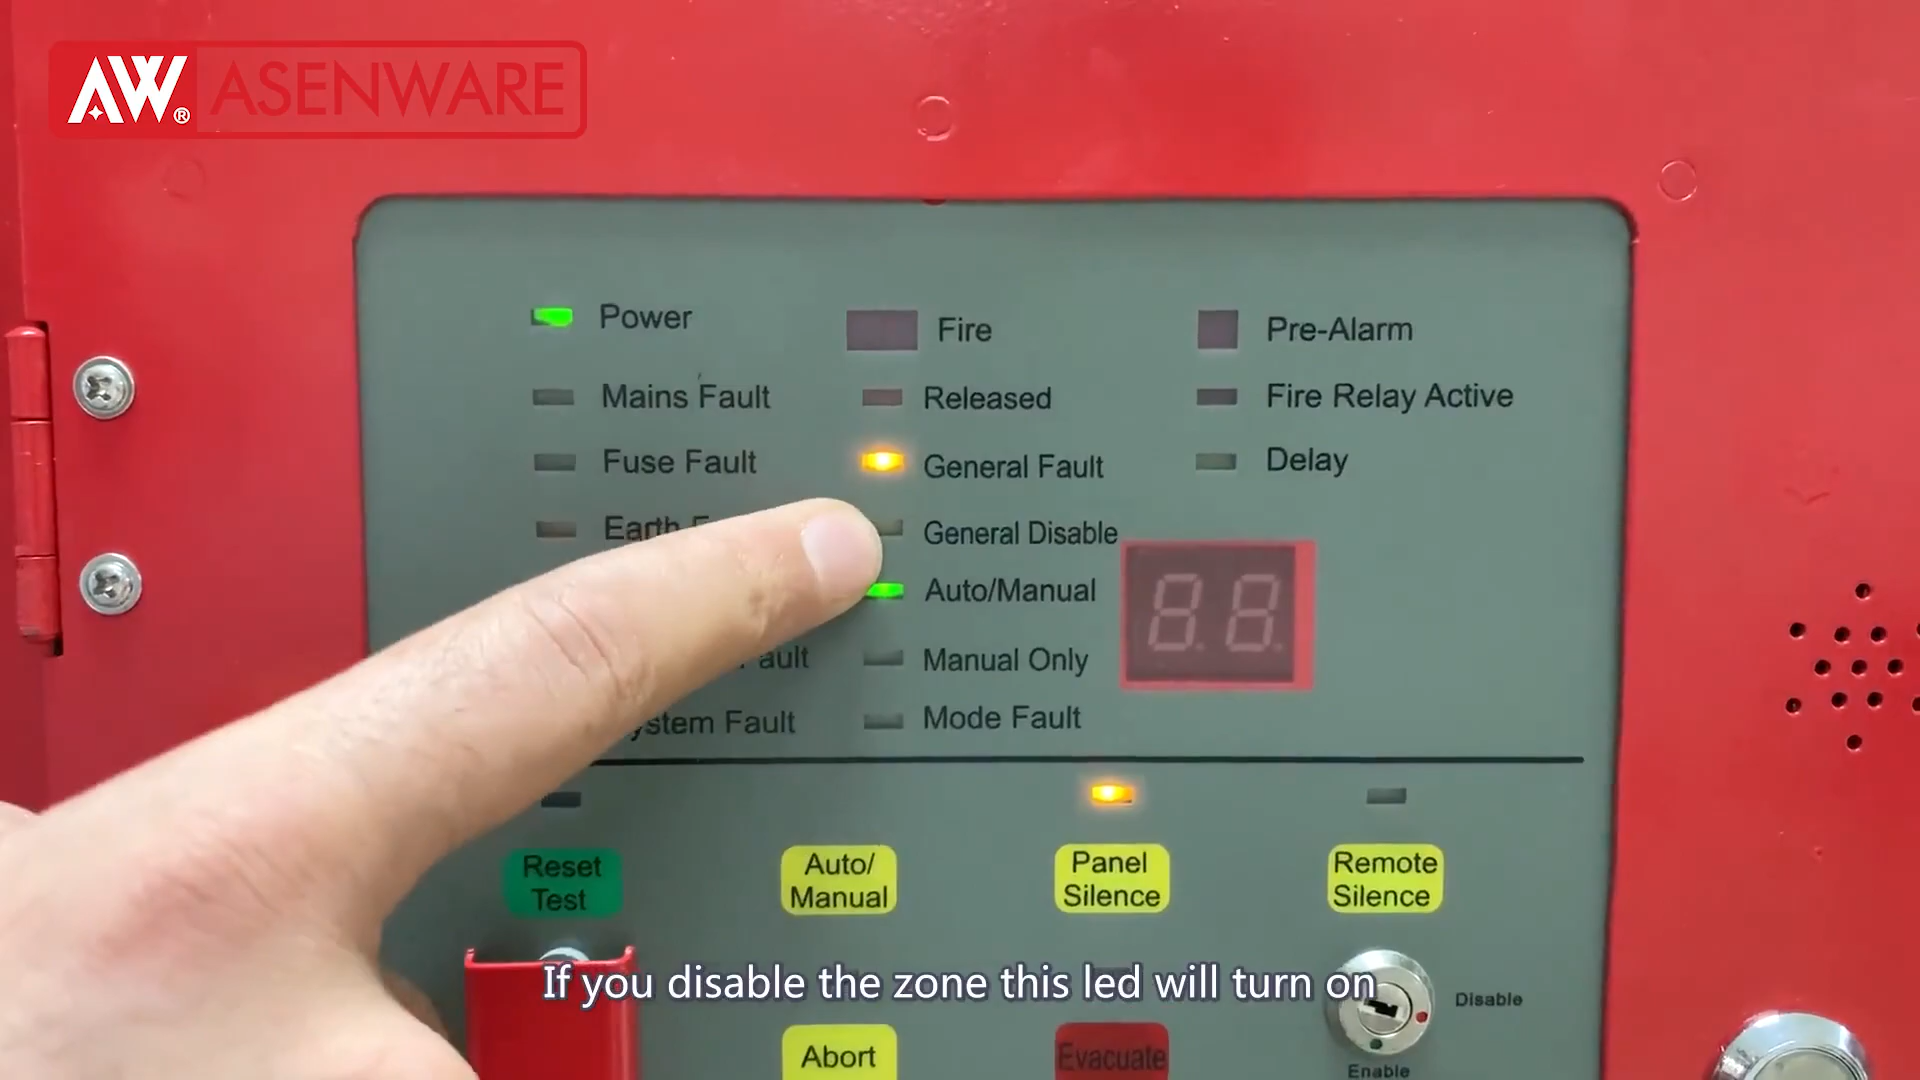 AW® ASENWARE
Power
Fire
Pre-Alarm
Mains Fault
Released
Fire Relay Active
Fuse Fault
General Fault
Delay
Earth
General Disable
Auto/Manual
88
Manual Only
System Fault
Mode Fault
Reset
Test
Auto/
Manual
Panel
Silence
Remote
Silence
If you disable the zone this led will turn on
Disable
Abort
Evacuate
Enable